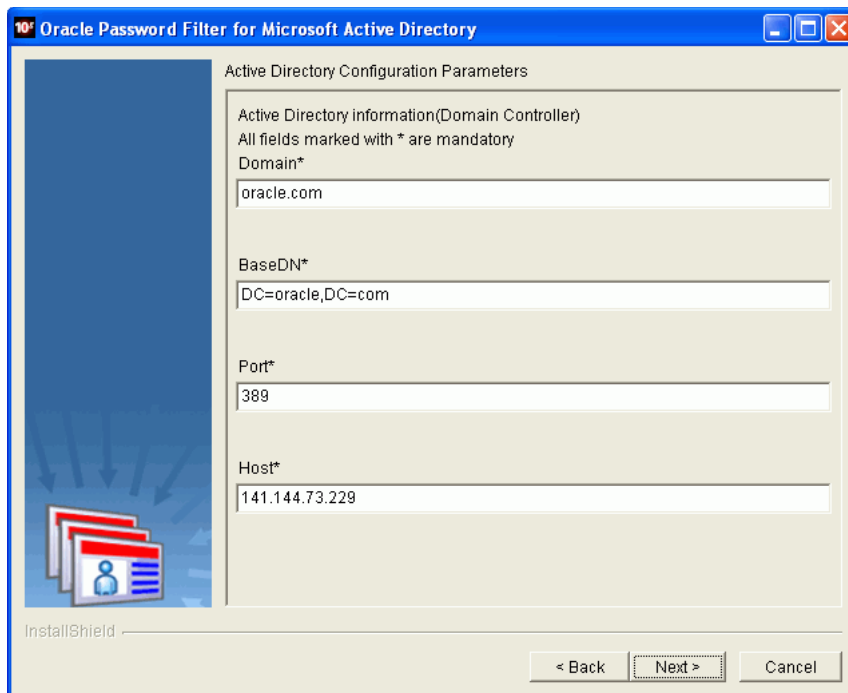 10g Oracle Password Filter for Microsoft Active Directory
Active Directory Configuration Parameters
Active Directory information(Domain Controller)
All fields marked with * are mandatory
Domain*
oracle.com
BaseDN*
DC=oracle,DC=com
Port*
389
Host*
141.144.73.229
InstallShield
< Back
Next >
Cancel